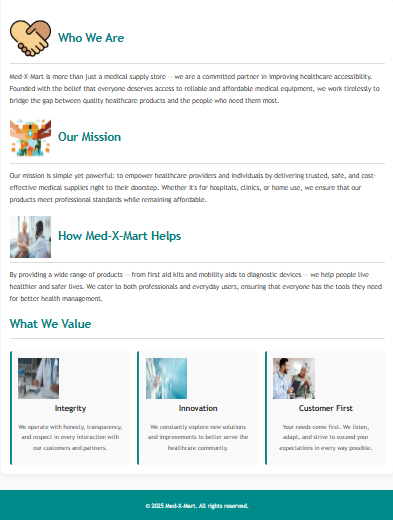 Who We Are
Med-X-Mart is more than just a medical supply store — we are a committed partner in improving healthcare accessibility.
Founded with the belief that everyone deserves access to reliable and affordable medical equipment, we work tirelessly to
bridge the gap between quality healthcare products and the people who need them most.
Our Mission
Our mission is simple yet powerful: to empower healthcare providers and individuals by delivering trusted, safe, and cost-
effective medical supplies right to their doorstep. Whether it's for hospitals, clinics, or home use, we ensure that our
products meet professional standards while remaining affordable.
How Med-X-Mart Helps
By providing a wide range of products — from first aid kits and mobility aids to diagnostic devices — we help people live
healthier and safer lives. We cater to both professionals and everyday users, ensuring that everyone has the tools they need
for better health management.
What We Value
Integrity
We operate with honesty, transparency,
and respect in every interaction with
our customers and partners.
Innovation
We constantly explore new solutions
and improvements to better serve the
healthcare community.
Customer First
Your needs come first. We listen,
adapt, and strive to exceed your
expectations in every way possible.
© 2025 Med-X-Mart. All rights reserved.